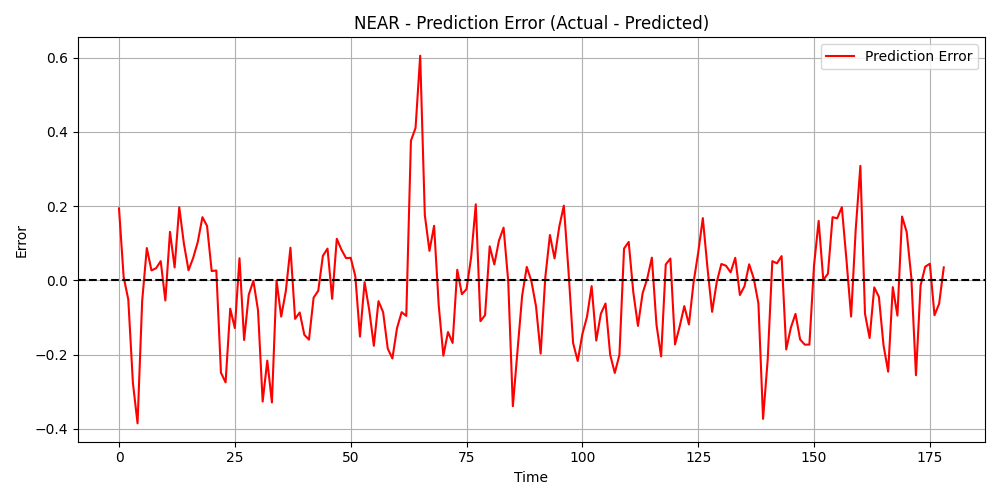 NEAR - Prediction Error (Actual - Predicted)
Prediction Error
Error
0.6
0.4
0.2
0.0
−0.2
−0.4
0 25 50 75 100 125 150 175
Time